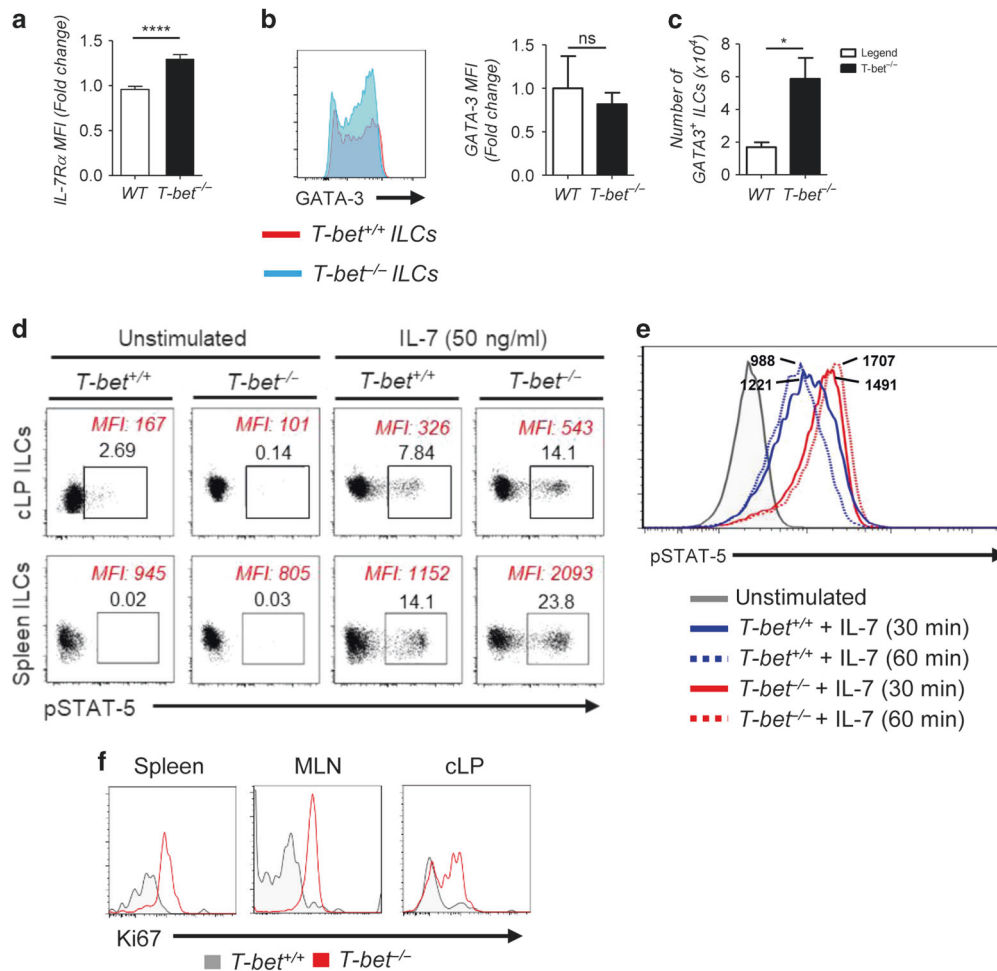 a
IL-7Rα MFI (Fold change)
1.5
1.0
0.5
0.0
****
WT
T-bet–/–
b
GATA-3
T-bet+/+ ILCs
T-bet–/– ILCs
GATA-3 MFI
(Fold change)
1.5
1.0
0.5
0.0
ns
WT
T-bet–/–
c
Number of
GATA3+ ILCs (x10⁴)
8
6
4
2
0
*
WT
T-bet–/–
Legend
T-bet–/–
d
Unstimulated
IL-7 (50 ng/ml)
T-bet+/+
T-bet–/–
T-bet+/+
T-bet–/–
cLP ILCs
MFI: 167
2.69
MFI: 101
0.14
MFI: 326
7.84
MFI: 543
14.1
Spleen ILCs
MFI: 945
0.02
MFI: 805
0.03
MFI: 1152
14.1
MFI: 2093
23.8
pSTAT-5
e
988
1221
1707
1491
pSTAT-5
Unstimulated
T-bet+/+ + IL-7 (30 min)
T-bet+/+ + IL-7 (60 min)
T-bet–/– + IL-7 (30 min)
T-bet–/– + IL-7 (60 min)
f
Spleen
MLN
cLP
Ki67
T-bet+/+
T-bet–/–